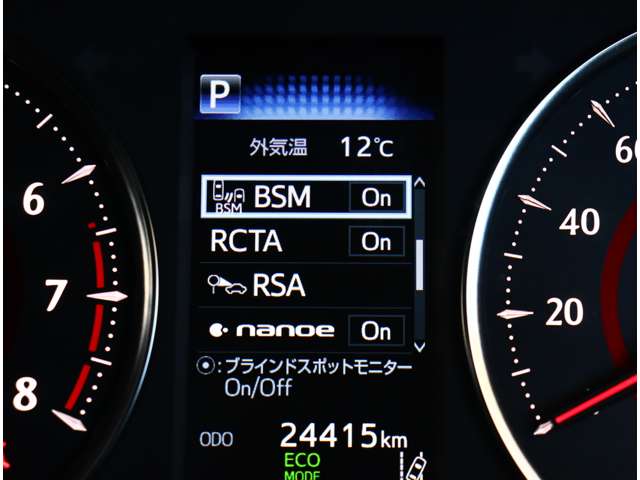 P
外気温 12℃
BSM BSM On
RCTA On
RSA
nanoe On
⦿:ブラインドスポットモニター
On/Off
ODO 24415km
ECO
MODE
6
7
8
60
40
20